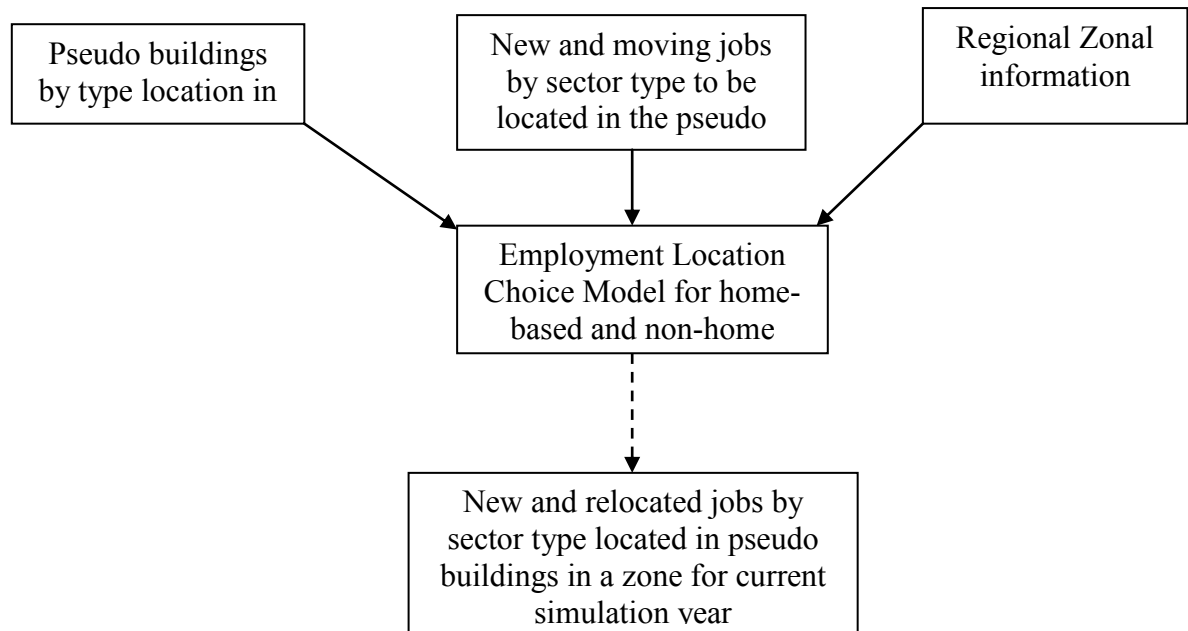 Pseudo buildings
by type location in
New and moving jobs
by sector type to be
located in the pseudo
Regional Zonal
information
Employment Location
Choice Model for home-
based and non-home
New and relocated jobs by
sector type located in pseudo
buildings in a zone for current
simulation year